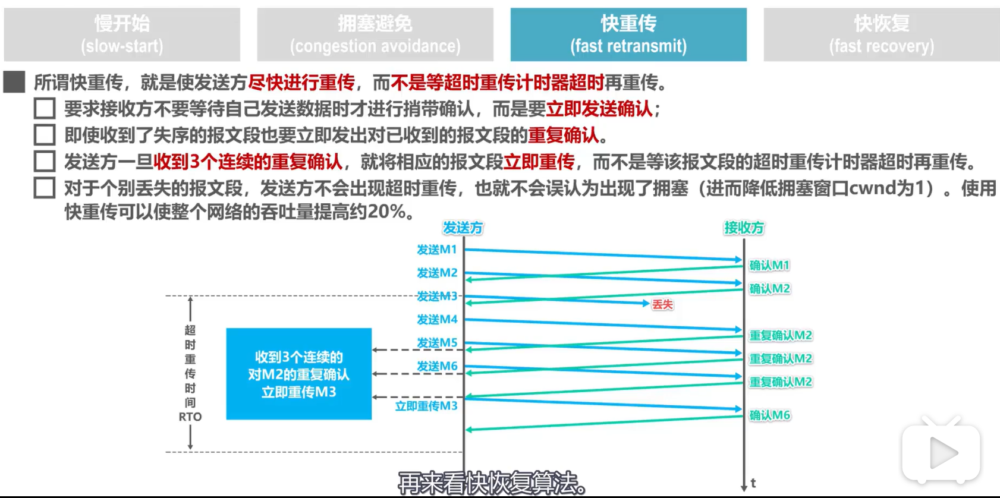 慢开始
(slow-start)
拥塞避免
(congestion avoidance)
快重传
(fast retransmit)
快恢复
(fast recovery)
所谓快重传，就是使发送方尽快进行重传，而不是等超时重传计时器超时再重传。
要求接收方不要等待自己发送数据时才进行捎带确认，而是要立即发送确认；
即使收到了失序的报文段也要立即发出对已收到的报文段的重复确认。
发送方一旦收到3个连续的重复确认，就将相应的报文段立即重传，而不是等该报文段的超时重传计时器超时再重传。
对于个别丢失的报文段，发送方不会出现超时重传，也就不会误认为出现了拥塞（进而降低拥塞窗口cwnd为1）。使用
快重传可以使整个网络的吞吐量提高约20%。
发送方
接收方
发送M1
确认M1
发送M2
确认M2
发送M3
丢失
发送M4
重复确认M2
发送M5
重复确认M2
发送M6
重复确认M2
立即重传M3
确认M6
超时重传时间
RTO
收到3个连续的
对M2的重复确认
立即重传M3
t
再来看快恢复算法。